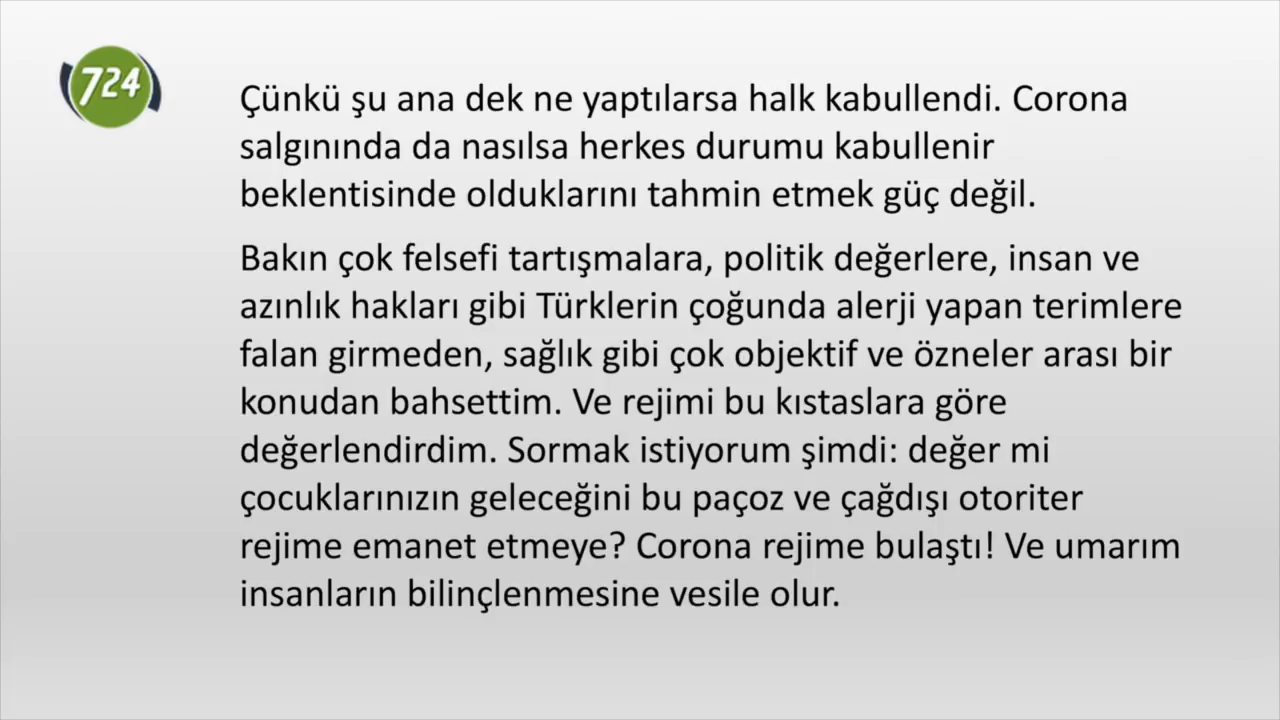 724
Çünkü şu ana dek ne yaptılarsa halk kabullendi. Corona
salgınında da nasılsa herkes durumu kabullenir
beklentisinde olduklarını tahmin etmek güç değil.
Bakın çok felsefi tartışmalara, politik değerlere, insan ve
azınlık hakları gibi Türklerin çoğunda alerji yapan terimlere
falan girmeden, sağlık gibi çok objektif ve özneler arası bir
konudan bahsettim. Ve rejimi bu kıstaslara göre
değerlendirdim. Sormak istiyorum şimdi: değer mi
çocuklarınızın geleceğini bu paçoz ve çağdışı otoriter
rejime emanet etmeye? Corona rejime bulaştı! Ve umarım
insanların bilinçlenmesine vesile olur.